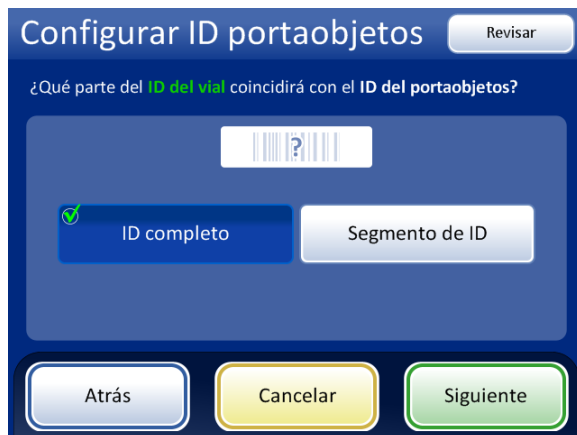 Configurar ID portaobjetos
Revisar
¿Qué parte del ID del vial coincidirá con el ID del portaobjetos?
?
ID completo
Segmento de ID
Atrás
Cancelar
Siguiente